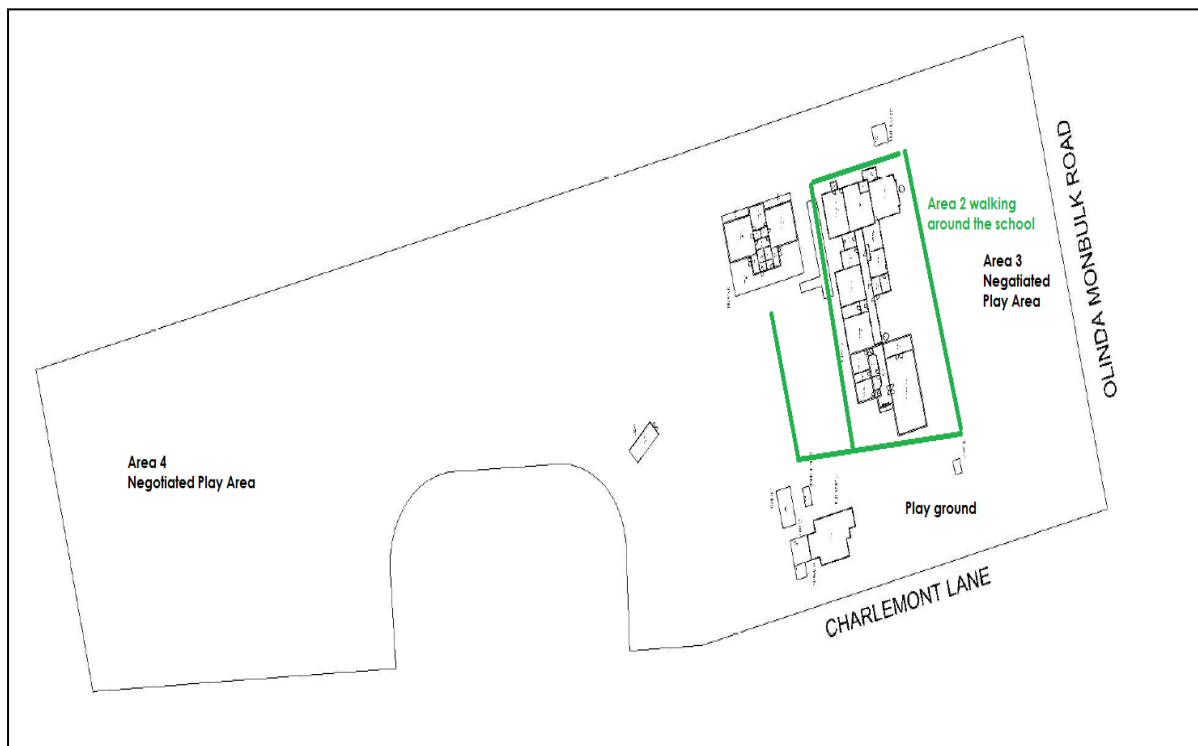 OLINDA MONBULK ROAD
Area 2 walking
around the school
Area 3
Negatiated
Play Area
Area 4
Negotiated Play Area
Play ground
CHARLEMONT LANE